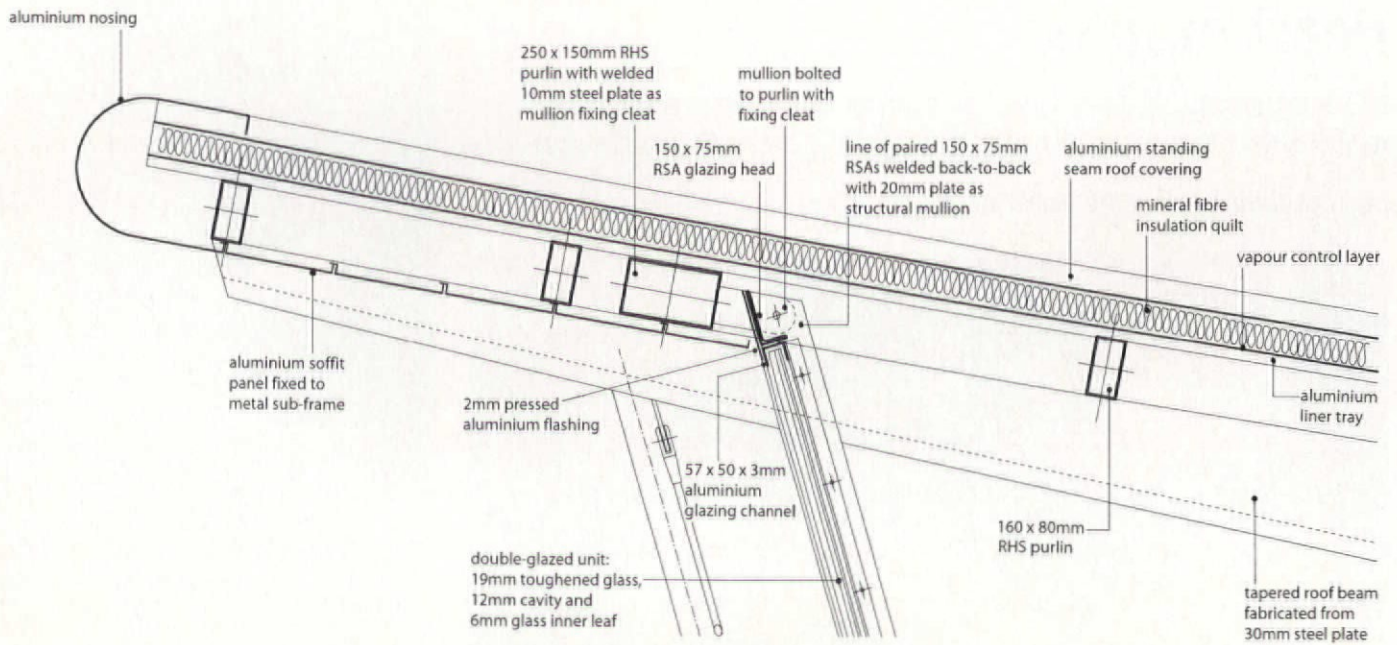 aluminium nosing
250 x 150mm RHS
purlin with welded
10mm steel plate as
mullion fixing cleat
mullion bolted
to purlin with
fixing cleat
150 x 75mm
RSA glazing head
line of paired 150 x 75mm
RSAs welded back-to-back
with 20mm plate as
structural mullion
aluminium standing
seam roof covering
mineral fibre
insulation quilt
vapour control layer
aluminium soffit
panel fixed to
metal sub-frame
2mm pressed
aluminium flashing
57 x 50 x 3mm
aluminium
glazing channel
aluminium
liner tray
160 x 80mm
RHS purlin
double-glazed unit:
19mm toughened glass,
12mm cavity and
6mm glass inner leaf
tapered roof beam
fabricated from
30mm steel plate